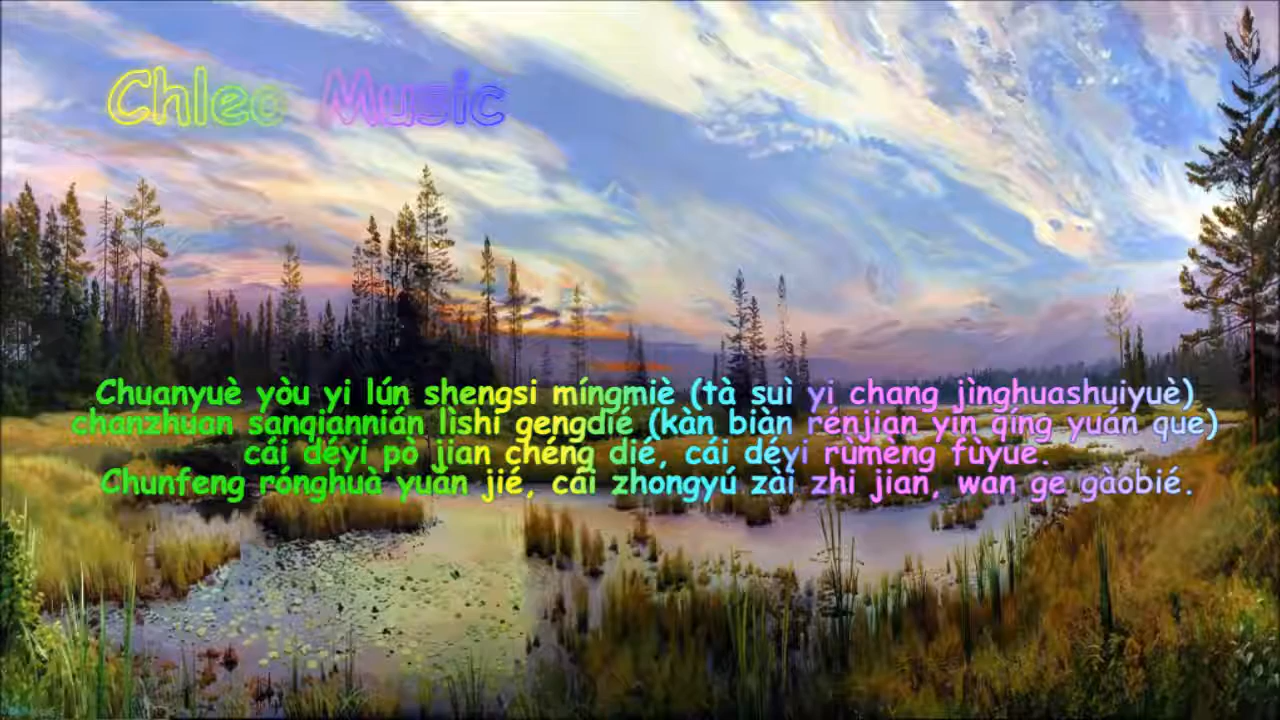 Chleo Music
Chuanyuè yòu yi lún shengsi míngmiè (tà suì yi chang jìnghuashuiyuè)
chanzhuan sanqiannián lìshi gengdié (kàn biàn rénjian yin qíng yuán que)
cái déyi pò jian chéng dié, cái déyi rùmèng fùyue.
Chunfeng rónghuà yuan jié, cái zhongyú zài zhi jian, wan ge gàobié.